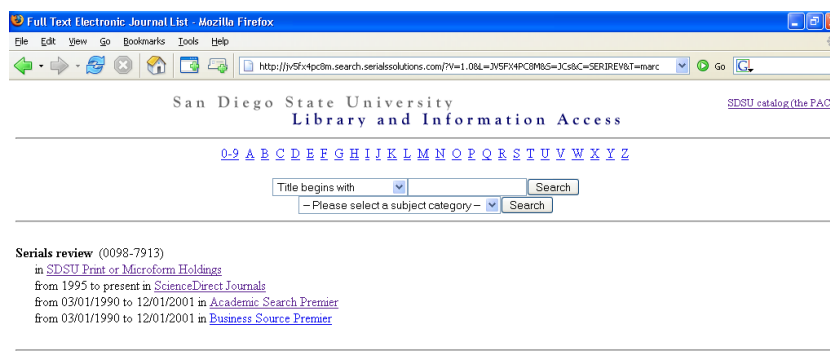 Full Text Electronic Journal List - Mozilla Firefox
File Edit View Go Bookmarks Tools Help
http://jv5fx4pc8m.search.serialssolutions.com/?V=1.0&L=JV5FX4PC8M&S=JCs&C=SERIREV&T=marc Go G
San Diego State University
Library and Information Access
SDSU catalog (the PAC
0-9 A B C D E F G H I J K L M N O P Q R S T U V W X Y Z
Title begins with Search
-- Please select a subject category -- Search
Serials review (0098-7913)
in SDSU Print or Microform Holdings
from 1995 to present in ScienceDirect Journals
from 03/01/1990 to 12/01/2001 in Academic Search Premier
from 03/01/1990 to 12/01/2001 in Business Source Premier